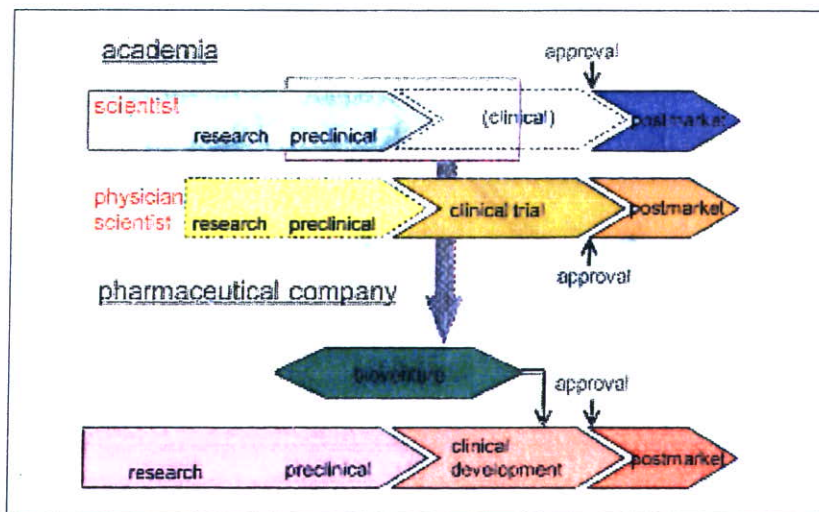 academia
approval
scientist
research preclinical
(clinical)
postmarket
physician
scientist
research preclinical
clinical trial
postmarket
approval
pharmaceutical company
bioventure
approval
research
preclinical
clinical
development
postmarket